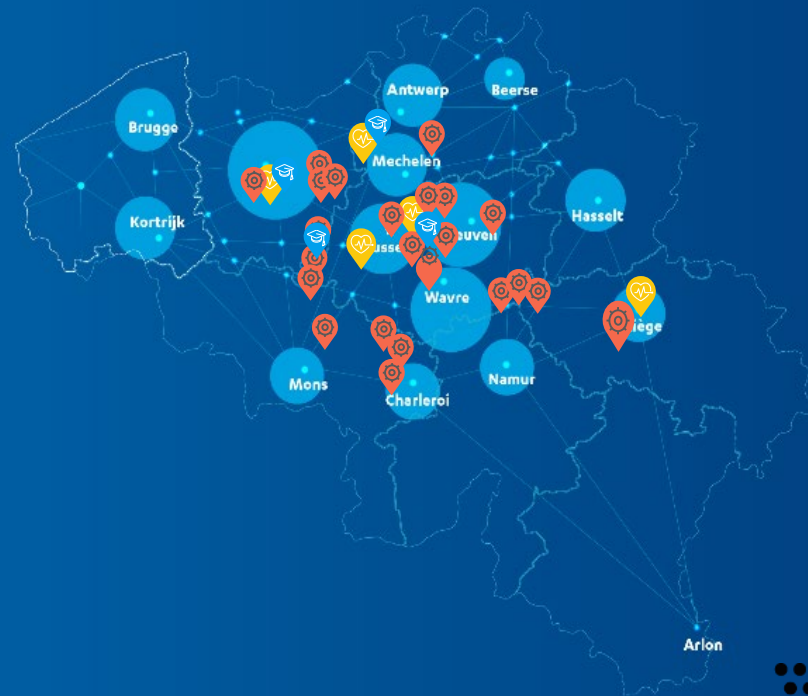 Antwerp
Beerse
Brugge
Mechelen
Kortrijk
Hasselt
Wavre
Mons
Charleroi
Namur
Arlon